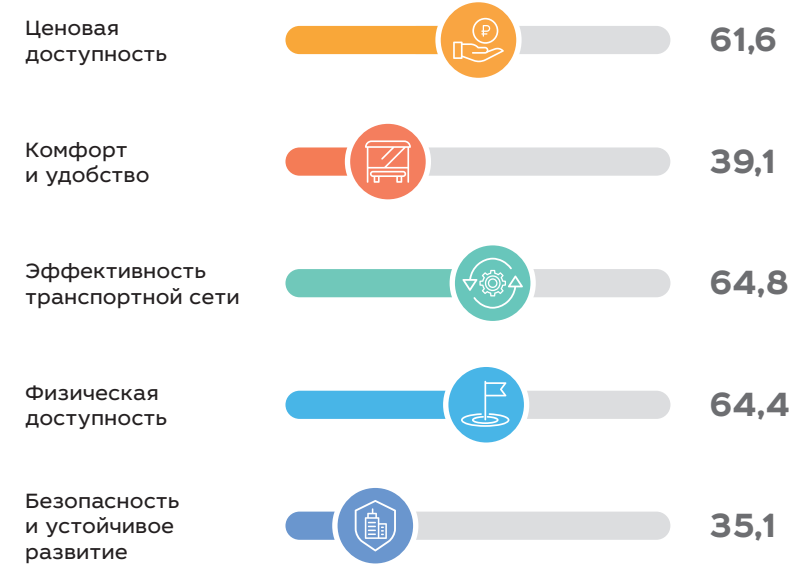 Ценовая
доступность
61,6
Комфорт
и удобство
39,1
Эффективность
транспортной сети
64,8
Физическая
доступность
64,4
Безопасность
и устойчивое
развитие
35,1